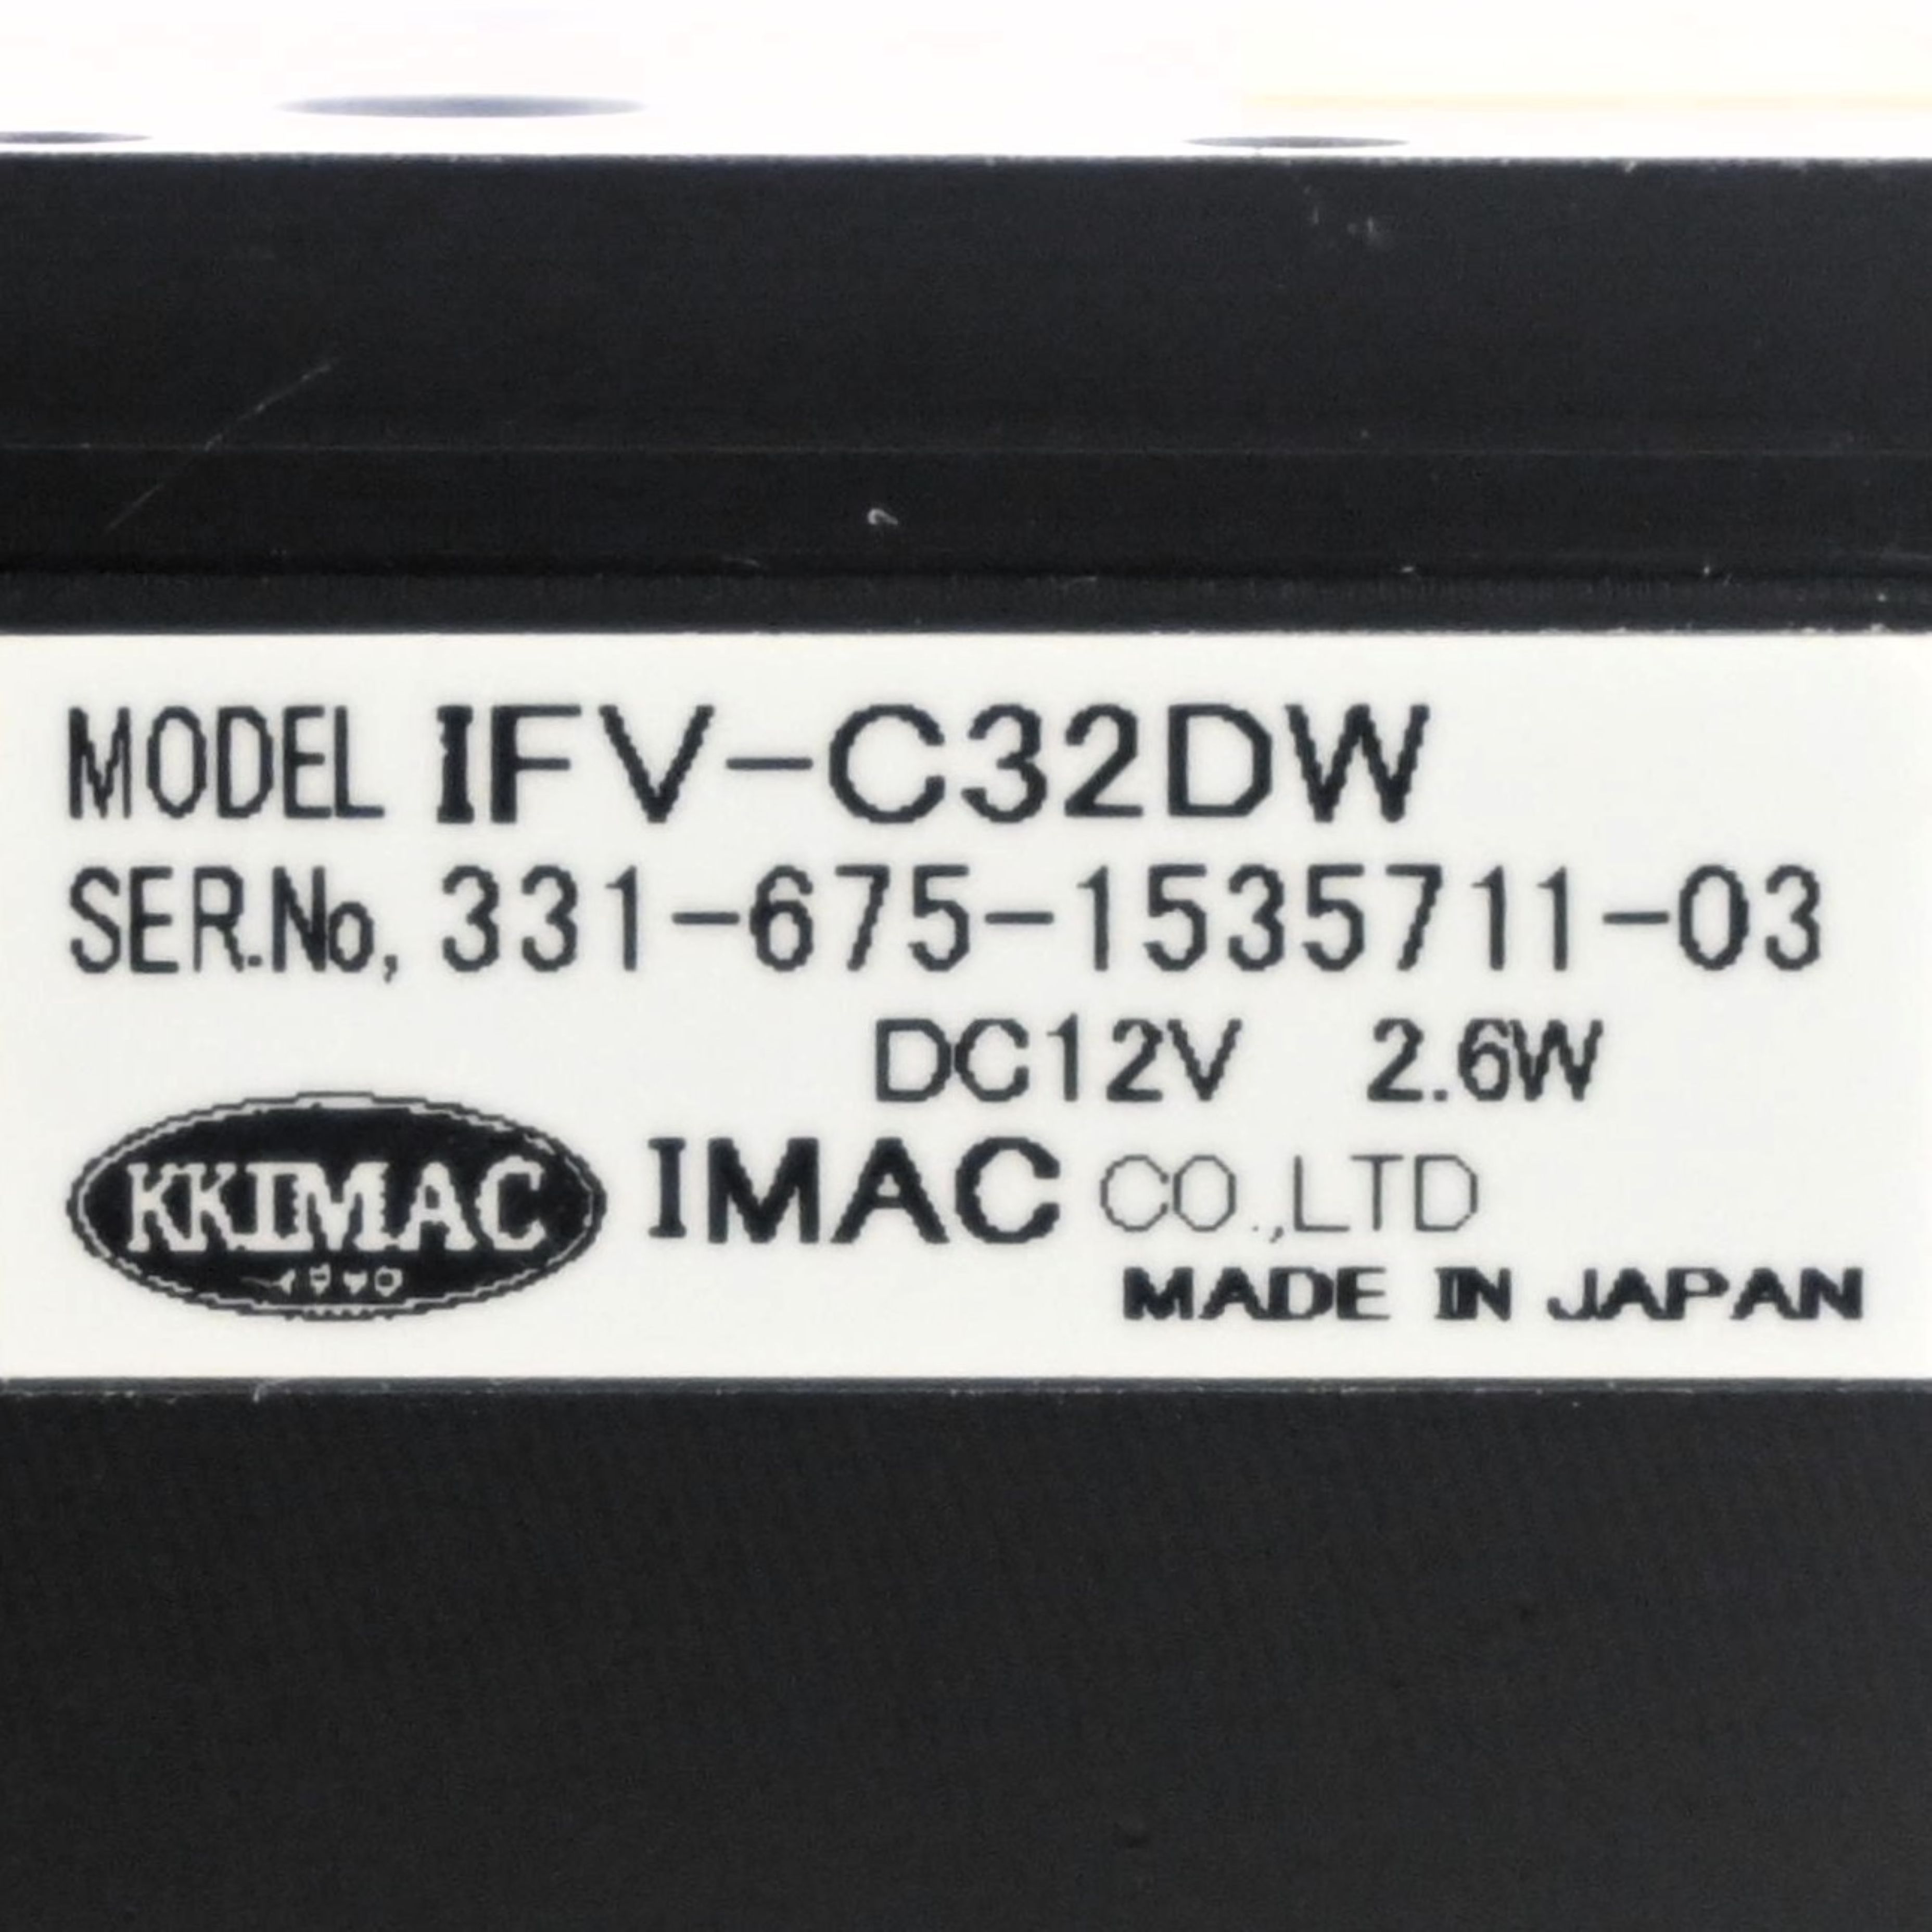 MODEL IFV-C32DW
SER.No, 331-675-1535711-03
DC12V 2.6W
KKIMAC
IMAC CO.,LTD
MADE IN JAPAN